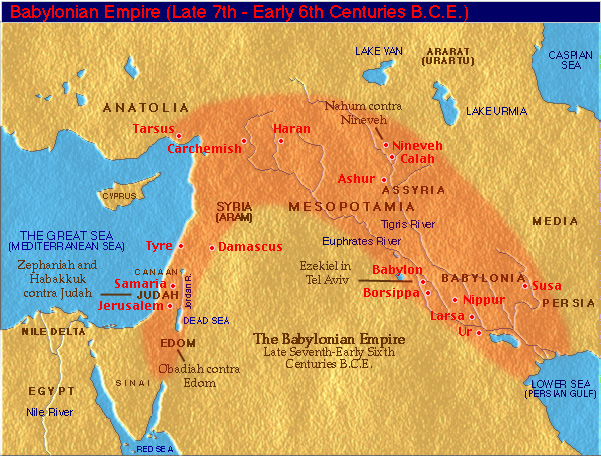 Babylonian Empire (Late 7th - Early 6th Centuries B.C.E.)
LAKE VAN
ARARAT
(URARTU)
CASPIAN
SEA
ANATOLIA
Nahum contra
Nineveh
LAKE URMIA
Tarsus
Haran
Carchemish
Nineveh
Calah
Ashur
ASSYRIA
CYPRUS
SYRIA
(ARAM)
MESOPOTAMIA
MEDIA
Tigris River
THE GREAT SEA
(MEDITERRANEAN SEA)
Tyre
Damascus
Euphrates River
Zephaniah and
Habakkuk
contra Judah
CANAAN
Ezekiel in
Tel Aviv
Babylon
BABYLONIA
Samaria
JUDAH
Jordan R.
Borsippa
Nippur
Susa
PERSIA
Jerusalem
DEAD SEA
Larsa
Ur
NILE DELTA
EDOM
The Babylonian Empire
Late Seventh-Early Sixth
Centuries B.C.E.
Obadiah contra
Edom
SINAI
EGYPT
Nile River
LOWER SEA
(PERSIAN GULF)
RED SEA